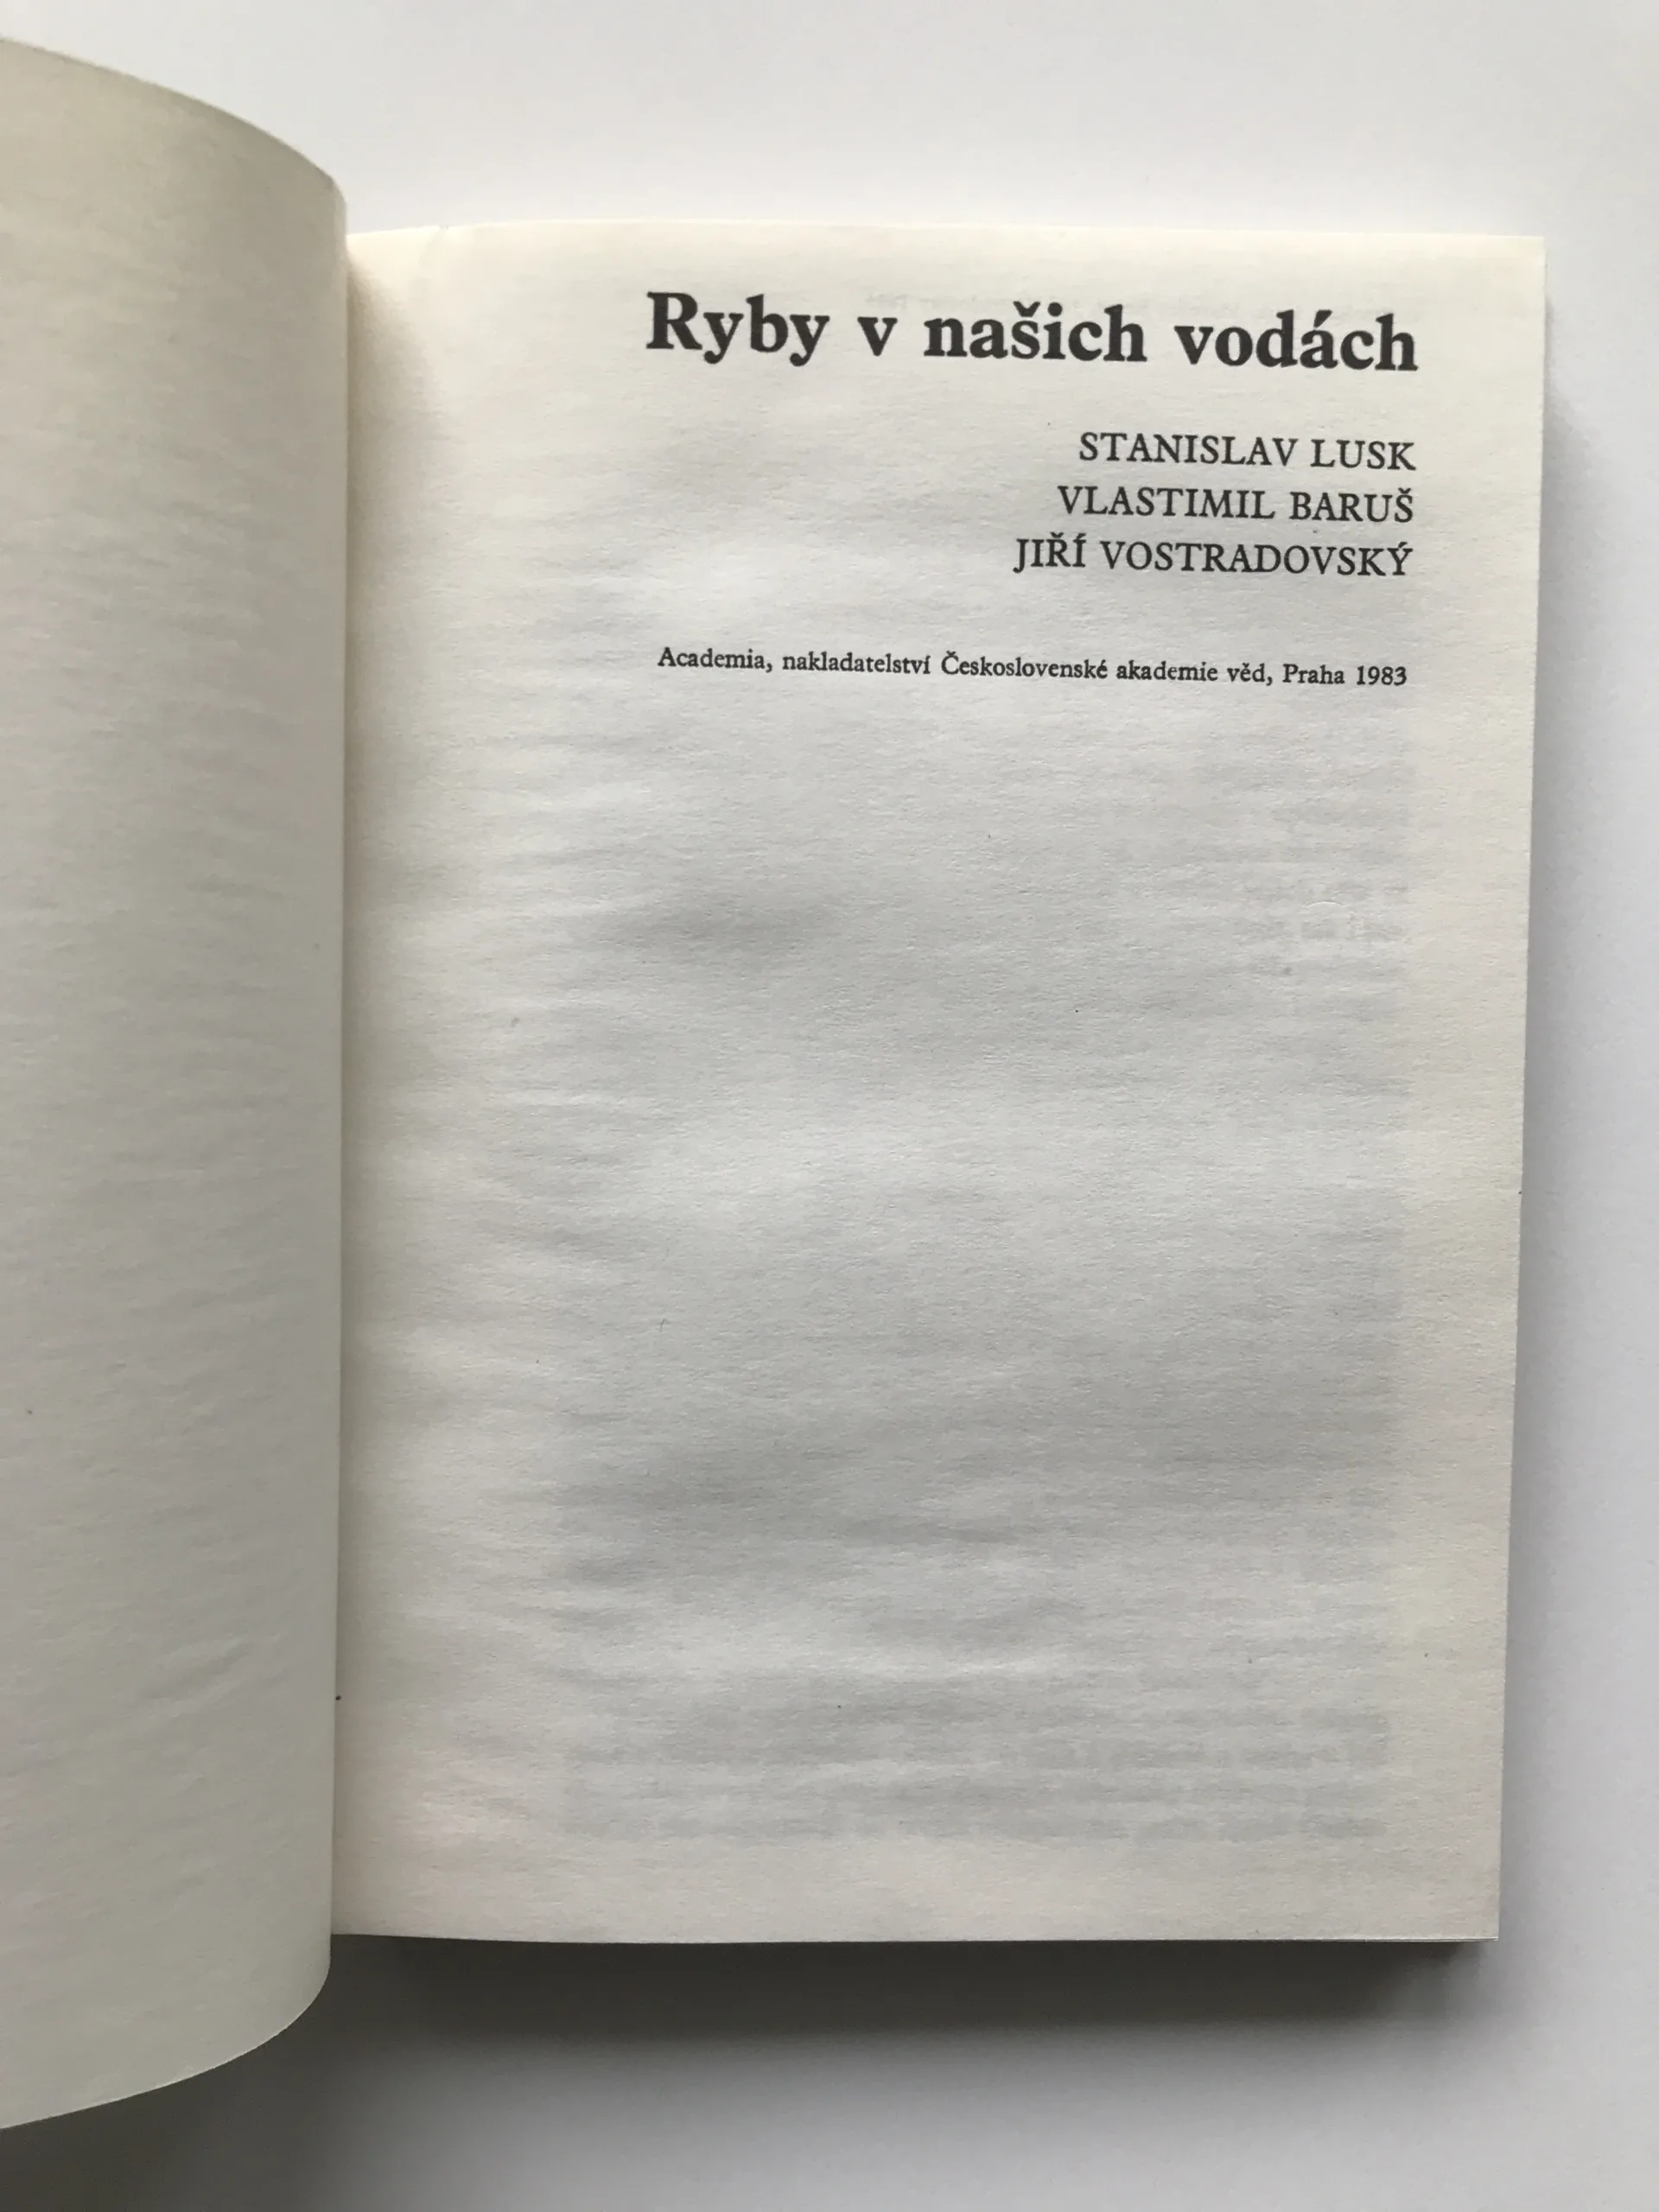 Ryby v našich vodách
STANISLAV LUSK
VLASTIMIL BARUŠ
JIŘÍ VOSTRADOVSKÝ
Academia, nakladatelství Československé akademie věd, Praha 1983